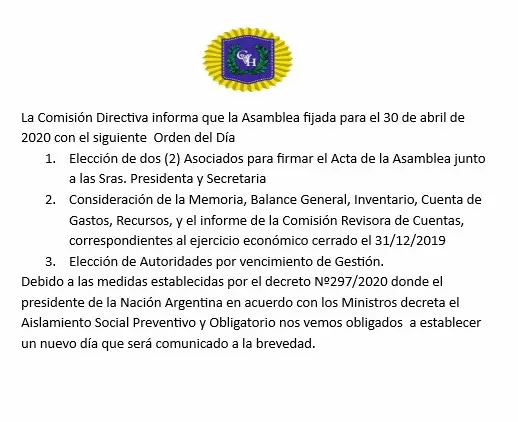 La Comisión Directiva informa que la Asamblea fijada para el 30 de abril de
2020 con el siguiente Orden del Día
1. Elección de dos (2) Asociados para firmar el Acta de la Asamblea junto
a las Sras. Presidenta y Secretaria
2. Consideración de la Memoria, Balance General, Inventario, Cuenta de
Gastos, Recursos, y el informe de la Comisión Revisora de Cuentas,
correspondientes al ejercicio económico cerrado el 31/12/2019
3. Elección de Autoridades por vencimiento de Gestión.
Debido a las medidas establecidas por el decreto Nº297/2020 donde el
presidente de la Nación Argentina en acuerdo con los Ministros decreta el
Aislamiento Social Preventivo y Obligatorio nos vemos obligados a establecer
un nuevo día que será comunicado a la brevedad.